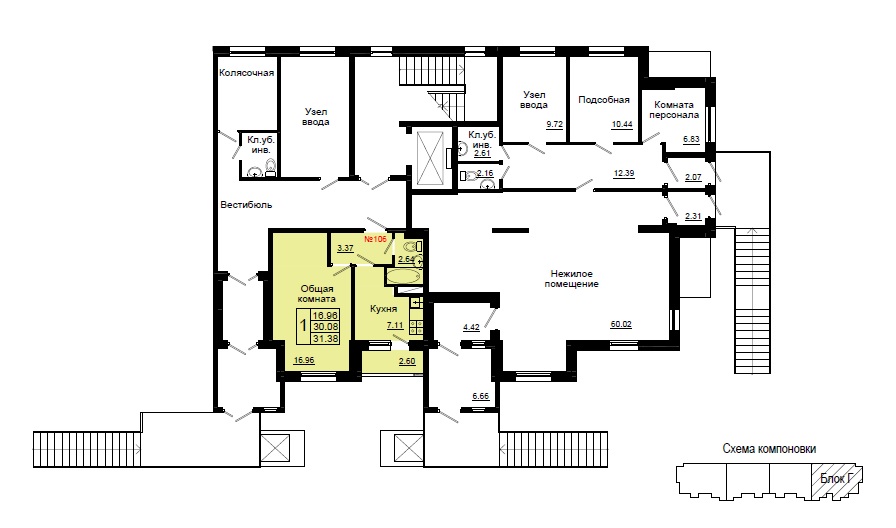 Колясочная
Узел
ввода
Кл.уб.
инв.
Вестибюль
Узел
ввода
9.72
Подсобная
10.44
Комната
персонала
6.83
Кл.уб.
инв.
2.61
2.16
12.39
2.07
2.31
№106
3.37
2.64
Общая
комната
1
16.96
30.08
31.38
16.96
Кухня
7.11
2.60
4.42
6.66
Нежилое
помещение
60.02
Схема компоновки
Блок Г